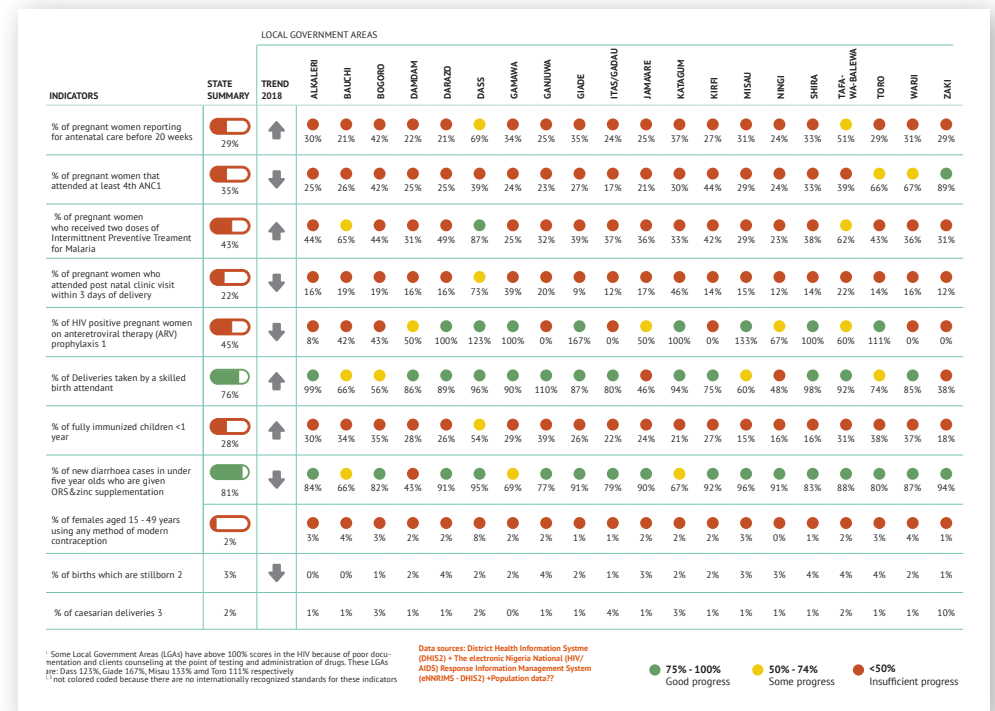 LOCAL GOVERNMENT AREAS
INDICATORS
STATE
SUMMARY
TREND
2018
ALKALERI
BAUCHI
BOGORO
DAMDAM
DARAZO
DASS
GAMAWA
GANJUWA
GIADE
ITAS/GADAU
JAMA'ARE
KATAGUM
KIRFI
MISAU
NINGI
SHIRA
TAFA-
WA-BALEWA
TORO
WARJI
ZAKI
% of pregnant women reporting
for antenatal care before 20 weeks
29%
30% 21% 42% 22% 21% 69% 34% 25% 35% 24% 25% 37% 27% 31% 24% 33% 51% 29% 31% 29%
% of pregnant women that
attended at least 4th ANC1
35%
25% 26% 42% 25% 25% 39% 24% 23% 27% 17% 21% 30% 44% 29% 24% 33% 39% 66% 67% 89%
% of pregnant women
who received two doses of
Intermittnent Preventive Treament
for Malaria
43%
44% 65% 44% 31% 49% 87% 25% 32% 39% 37% 36% 33% 42% 29% 23% 38% 62% 43% 36% 31%
% of pregnant women who
attended post natal clinic visit
within 3 days of delivery
22%
16% 19% 19% 16% 16% 73% 39% 20% 9% 12% 17% 46% 14% 15% 12% 14% 22% 14% 16% 12%
% of HIV positive pregnant women
on anteretroviral therapy (ARV)
prophylaxis 1
45%
8% 42% 43% 50% 100% 123% 100% 0% 167% 0% 50% 100% 0% 133% 67% 100% 60% 111% 0% 0%
% of Deliveries taken by a skilled
birth attendant
76%
99% 66% 56% 86% 89% 96% 90% 110% 87% 80% 46% 94% 75% 60% 48% 98% 92% 74% 85% 38%
% of fully immunized children <1
year
28%
30% 34% 35% 28% 26% 54% 29% 39% 26% 22% 24% 21% 27% 15% 16% 16% 31% 38% 37% 18%
% of new diarrhoea cases in under
five year olds who are given
ORS&zinc supplementation
81%
84% 66% 82% 43% 91% 95% 69% 77% 91% 79% 90% 67% 92% 96% 91% 83% 88% 80% 87% 94%
% of females aged 15 - 49 years
using any method of modern
contraception
2%
3% 4% 3% 2% 2% 8% 2% 2% 1% 1% 2% 2% 2% 3% 0% 1% 2% 3% 4% 1%
% of births which are stillborn 2
3%
0% 0% 1% 2% 4% 2% 2% 4% 2% 1% 3% 2% 2% 3% 3% 4% 4% 4% 2% 1%
% of caesarian deliveries 3
2%
1% 1% 3% 1% 1% 2% 0% 1% 1% 4% 1% 3% 1% 1% 1% 1% 2% 1% 1% 10%
Some Local Government Areas (LGAs) have above 100% scores in the HIV because of poor docu-
mentation and clients counseling at the point of testing and administration of drugs. These LGAs
are: Dass 123%, Giade 167%, Misau 133% amd Toro 111% respectively
not colored coded because there are no internationally recognized standards for these indicators
Data sources: District Health Information Systme
(DHIS2) + The electronic Nigeria National (HIV/
AIDS) Response Information Management System
(eNNRIMS - DHIS2) +Population data??
75% - 100%
Good progress
50% - 74%
Some progress
<50%
Insufficient progress